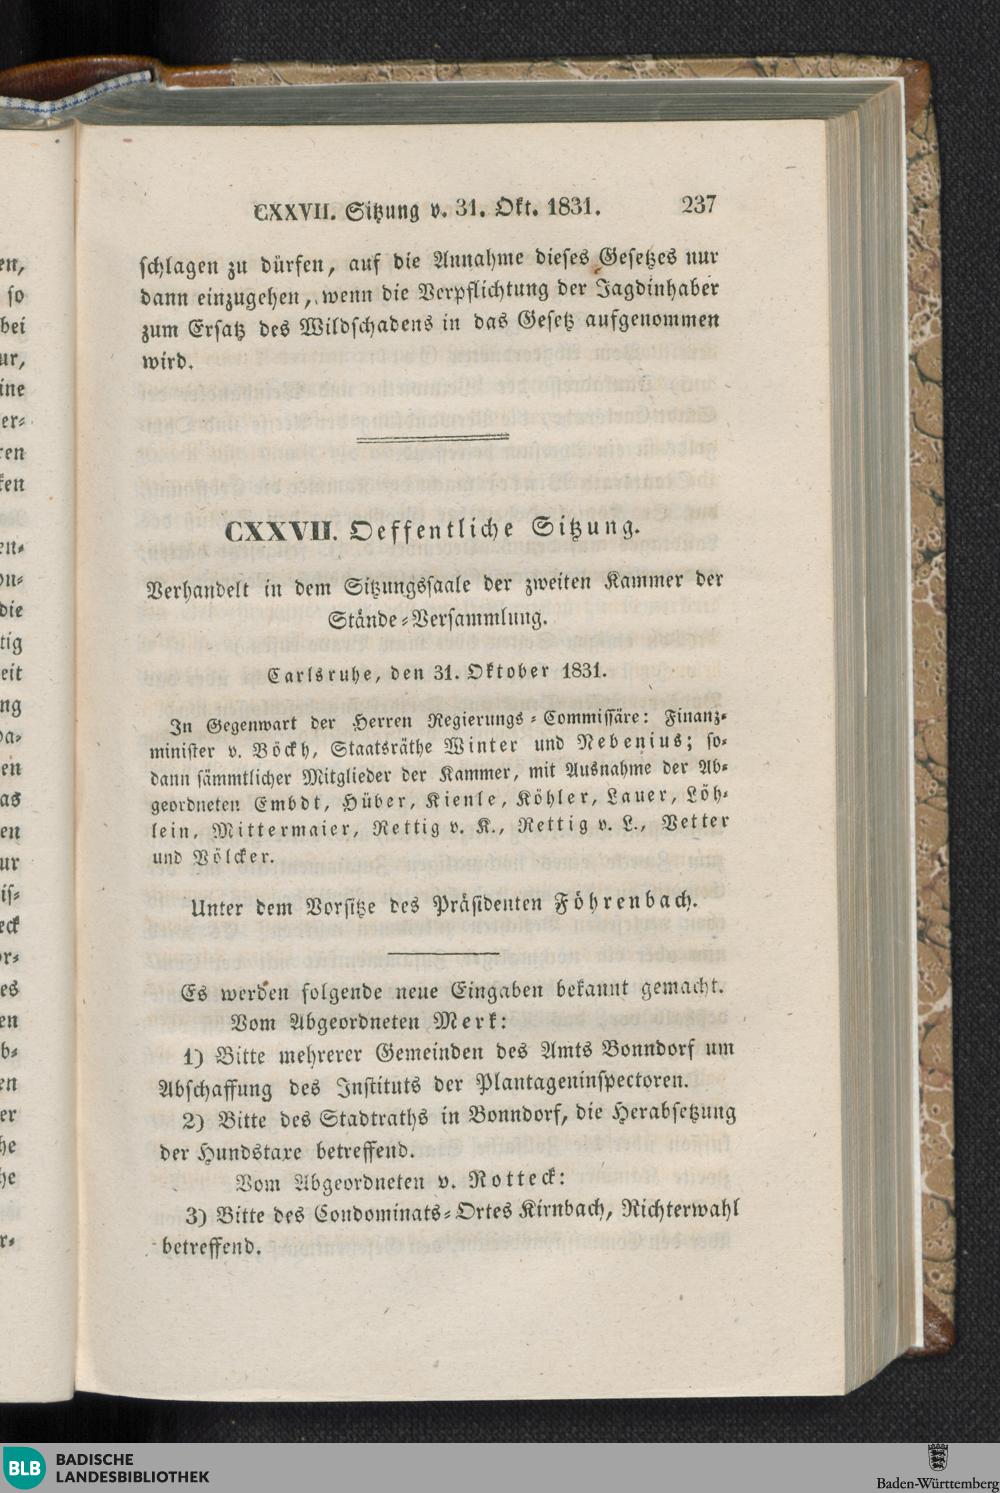 CXXVII. Sitzung v. 31. Okt. 1831. 237
schlagen zu dürfen, auf die Annahme dieses Gesetzes nur
dann einzugehen, wenn die Verpflichtung der Jagdinhaber
zum Ersatz des Wildschadens in das Gesetz aufgenommen
wird.
CXXVII. Oeffentliche Sitzung.
Verhandelt in dem Sitzungssaale der zweiten Kammer der
Stände-Versammlung.
Carlsruhe, den 31. Oktober 1831.
In Gegenwart der Herren Regierungs-Commissäre: Finanz-
minister v. Böckh, Staatsräthe Winter und Nebenius; so-
dann sämmtlicher Mitglieder der Kammer, mit Ausnahme der Ab-
geordneten Embdt, Hüber, Kienle, Köhler, Lauer, Löh-
lein, Mittermaier, Rettig v. K., Rettig v. L., Vetter
und Völcker.
Unter dem Vorsitze des Präsidenten Föhrenbach.
Es werden folgende neue Eingaben bekannt gemacht.
Vom Abgeordneten Merk:
1) Bitte mehrerer Gemeinden des Amts Bonndorf um
Abschaffung des Instituts der Plantageninspectoren.
2) Bitte des Stadtraths in Bonndorf, die Herabsetzung
der Hundstaxe betreffend.
Vom Abgeordneten v. Rotteck:
3) Bitte des Condominats-Ortes Kirnbach, Richterwahl
betreffend.
BLB BADISCHE
LANDESBIBLIOTHEK
Baden-Württemberg